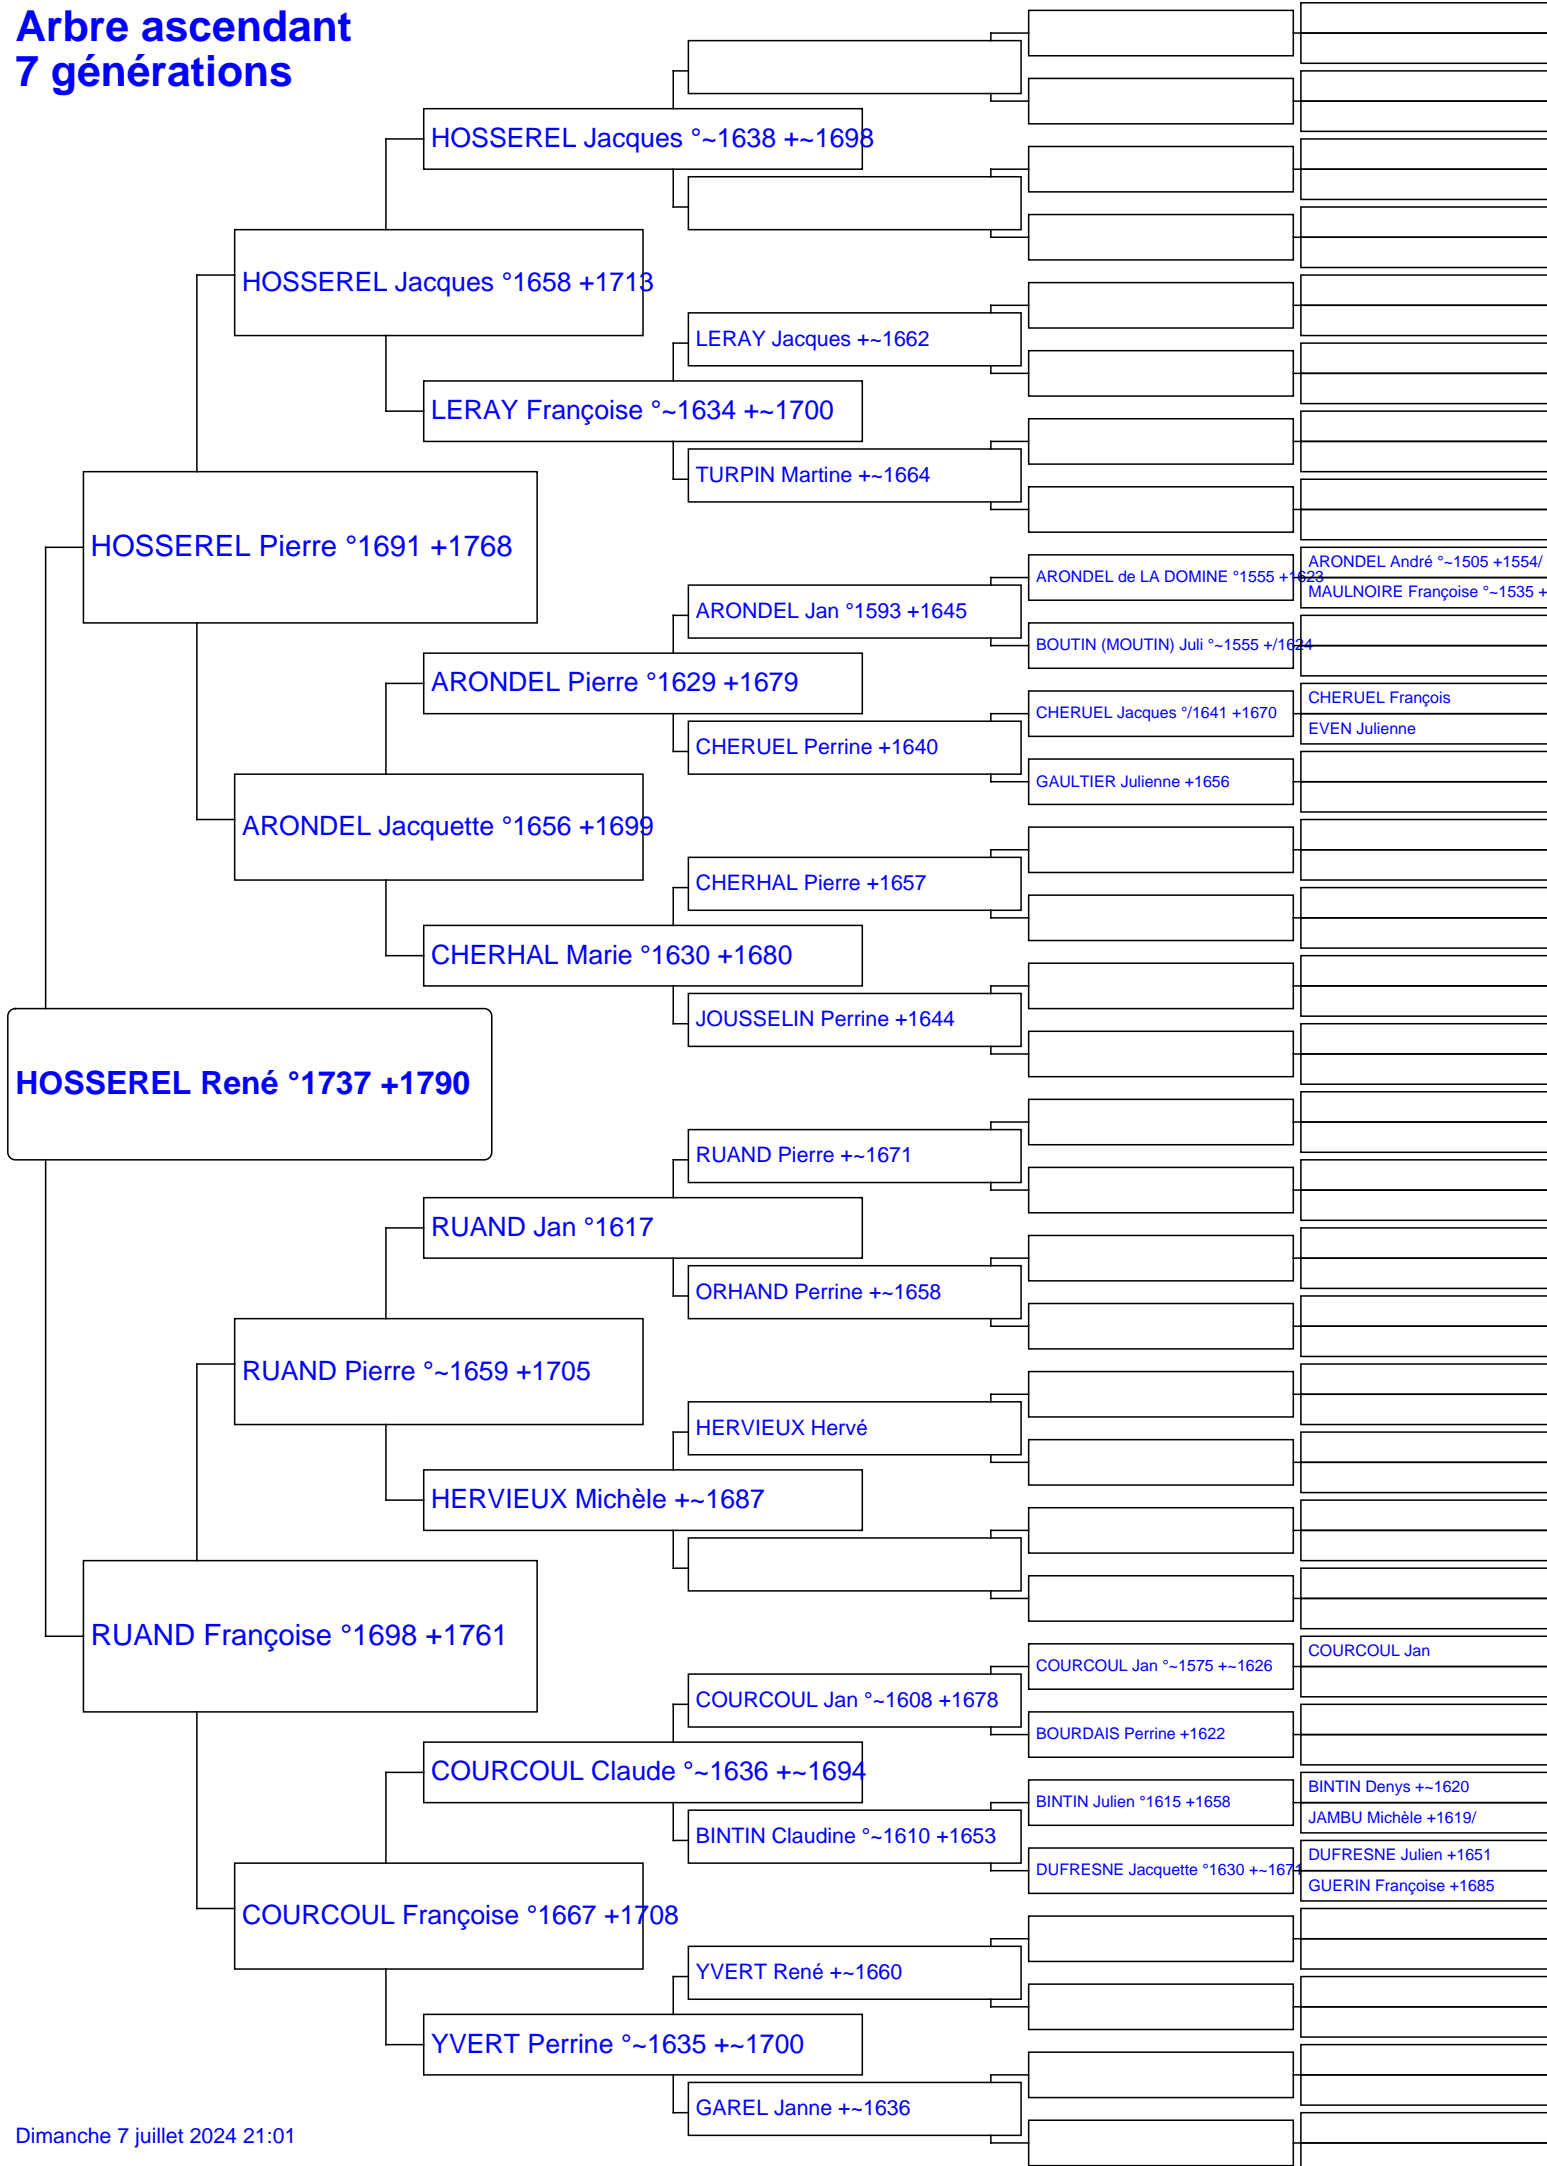 Arbre ascendant
7 générations
HOSSEREL Jacques °~1638 +~1698
HOSSEREL Jacques °1658 +1713
LERAY Jacques +~1662
LERAY Françoise °~1634 +~1700
TURPIN Martine +~1664
HOSSEREL Pierre °1691 +1768
ARONDEL de LA DOMINE °1555 +1623
ARONDEL André °~1505 +1554/
MAULNOIRE Françoise °~1535 +
ARONDEL Jan °1593 +1645
BOUTIN (MOUTIN) Juli °~1555 +/1624
ARONDEL Pierre °1629 +1679
CHERUEL Jacques °/1641 +1670
CHERUEL François
EVEN Julienne
CHERUEL Perrine +1640
GAULTIER Julienne +1656
ARONDEL Jacquette °1656 +1699
CHERHAL Pierre +1657
CHERHAL Marie °1630 +1680
JOUSSELIN Perrine +1644
HOSSEREL René °1737 +1790
RUAND Pierre +~1671
RUAND Jan °1617
ORHAND Perrine +~1658
RUAND Pierre °~1659 +1705
HERVIEUX Hervé
HERVIEUX Michèle +~1687
RUAND Françoise °1698 +1761
COURCOUL Jan °~1575 +~1626
COURCOUL Jan
COURCOUL Jan °~1608 +1678
BOURDAIS Perrine +1622
COURCOUL Claude °~1636 +~1694
BINTIN Julien °1615 +1658
BINTIN Denys +~1620
JAMBU Michèle +1619/
BINTIN Claudine °~1610 +1653
DUFRESNE Jacquette °1630 +~1671
DUFRESNE Julien +1651
GUERIN Françoise +1685
COURCOUL Françoise °1667 +1708
YVERT René +~1660
YVERT Perrine °~1635 +~1700
GAREL Janne +~1636
Dimanche 7 juillet 2024 21:01